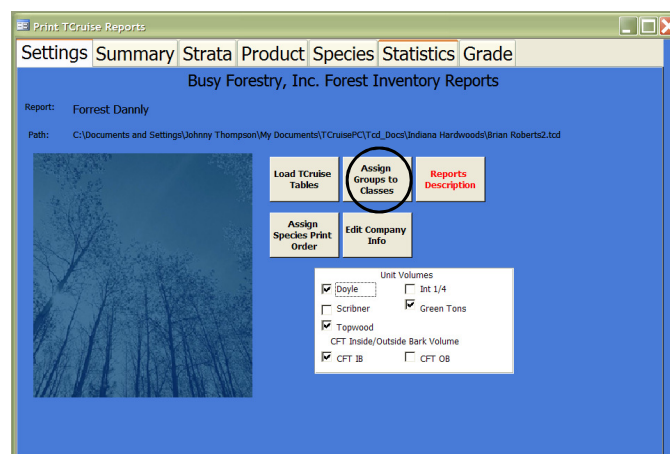 Print TCruise Reports
Settings Summary Strata Product Species Statistics Grade
Busy Forestry, Inc. Forest Inventory Reports
Report: Forrest Dannly
Path: C:\Documents and Settings\Johnny Thompson\My Documents\TCruisePC\Tcd_Docs\Indiana Hardwoods\Brian Roberts2.tcd
Load TCruise
Tables
Assign
Groups to
Classes
Reports
Description
Assign
Species Print
Order
Edit Company
Info
Unit Volumes
Doyle Int 1/4
Scribner Green Tons
Topwood
CFT Inside/Outside Bark Volume
CFT IB CFT OB